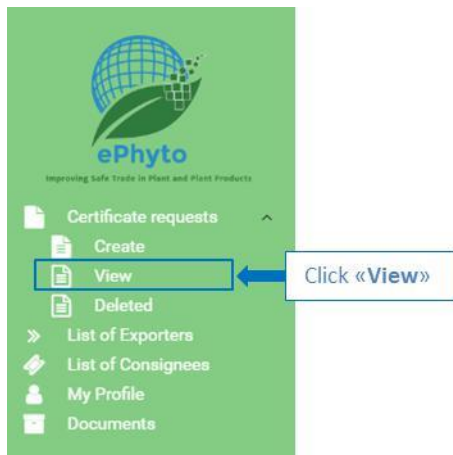 ePhyto
Improving Safe Trade in Plant and Plant Products
Certificate requests
Create
View
Click «View»
Deleted
List of Exporters
List of Consignees
My Profile
Documents